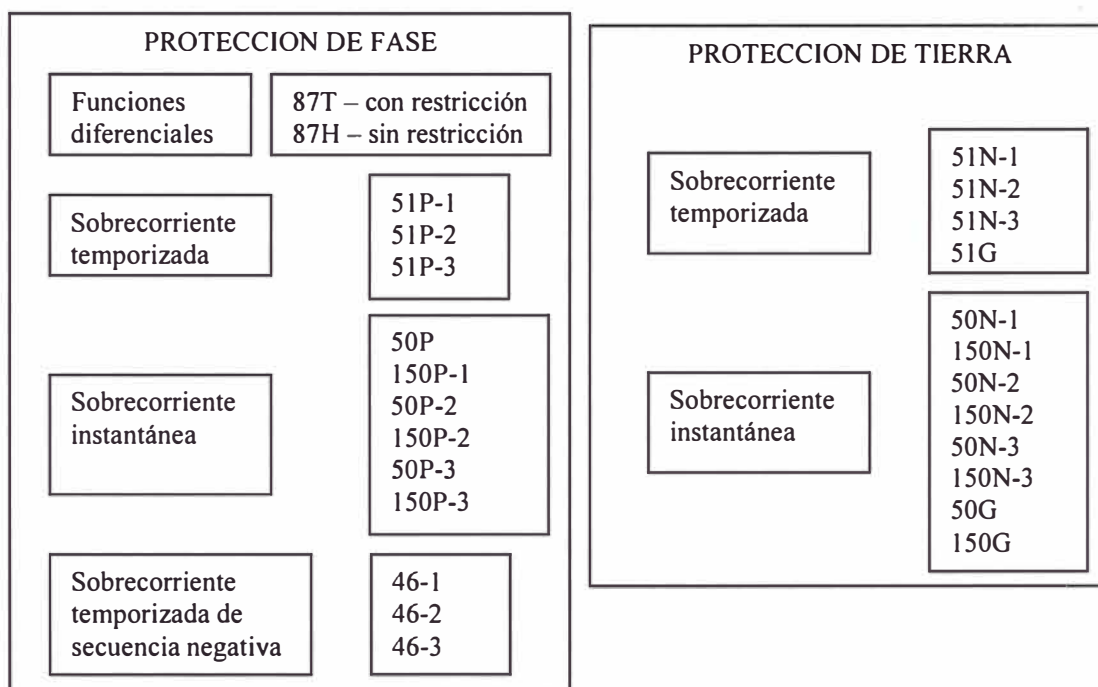 PROTECCION DE FASE
Funciones
diferenciales
87T – con restricción
87H – sin restricción
Sobrecorriente
temporizada
51P-1
51P-2
51P-3
Sobrecorriente
instantánea
50P
150P-1
50P-2
150P-2
50P-3
150P-3
Sobrecorriente
temporizada de
secuencia negativa
46-1
46-2
46-3
PROTECCION DE TIERRA
Sobrecorriente
temporizada
51N-1
51N-2
51N-3
51G
Sobrecorriente
instantánea
50N-1
150N-1
50N-2
150N-2
50N-3
150N-3
50G
150G